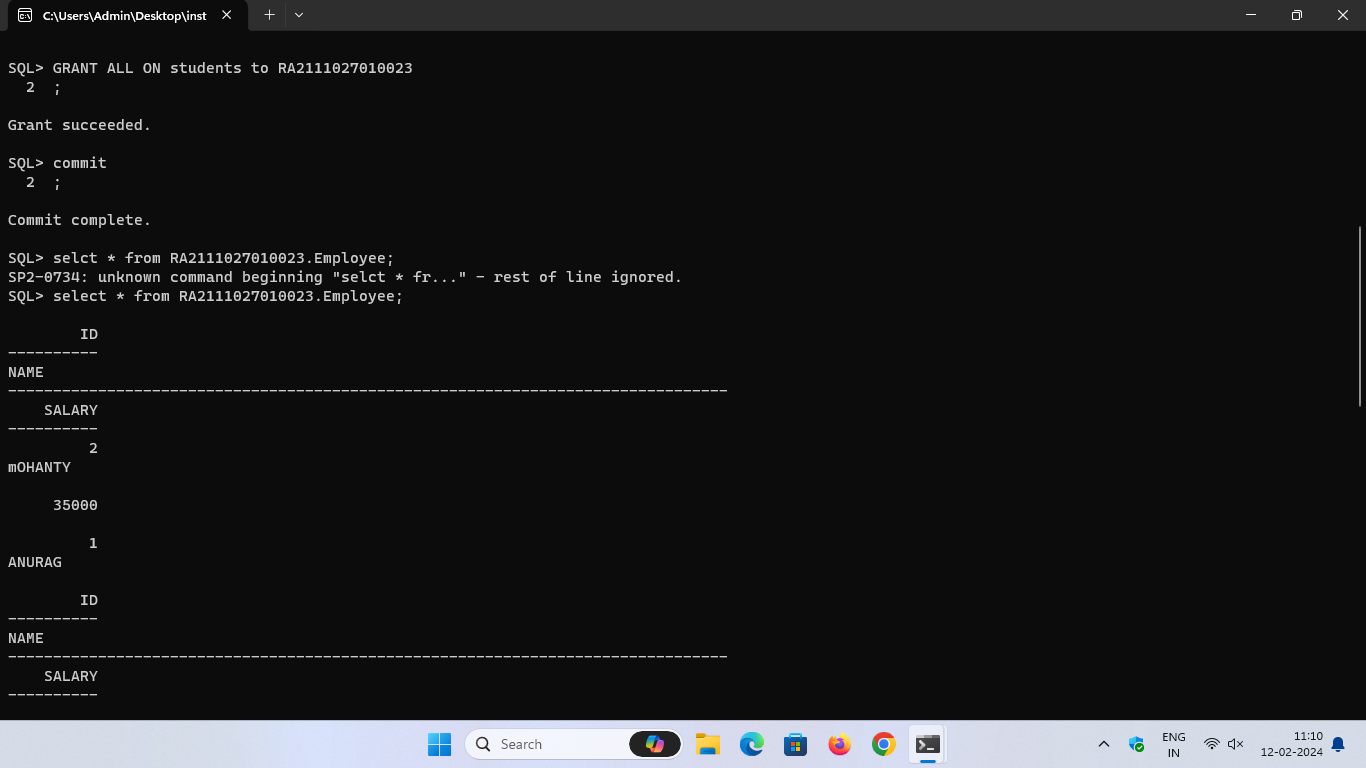 C:\Users\Admin\Desktop\inst
SQL> GRANT ALL ON students to RA2111027010023
  2  ;
Grant succeeded.
SQL> commit
  2  ;
Commit complete.
SQL> selct * from RA2111027010023.Employee;
SP2-0734: unknown command beginning "selct * fr..." - rest of line ignored.
SQL> select * from RA2111027010023.Employee;
        ID
----------
NAME
--------------------------------------------------------------------------------
    SALARY
----------
         2
mOHANTY
     35000
         1
ANURAG
        ID
----------
NAME
--------------------------------------------------------------------------------
    SALARY
----------
Search
ENG
IN
11:10
12-02-2024